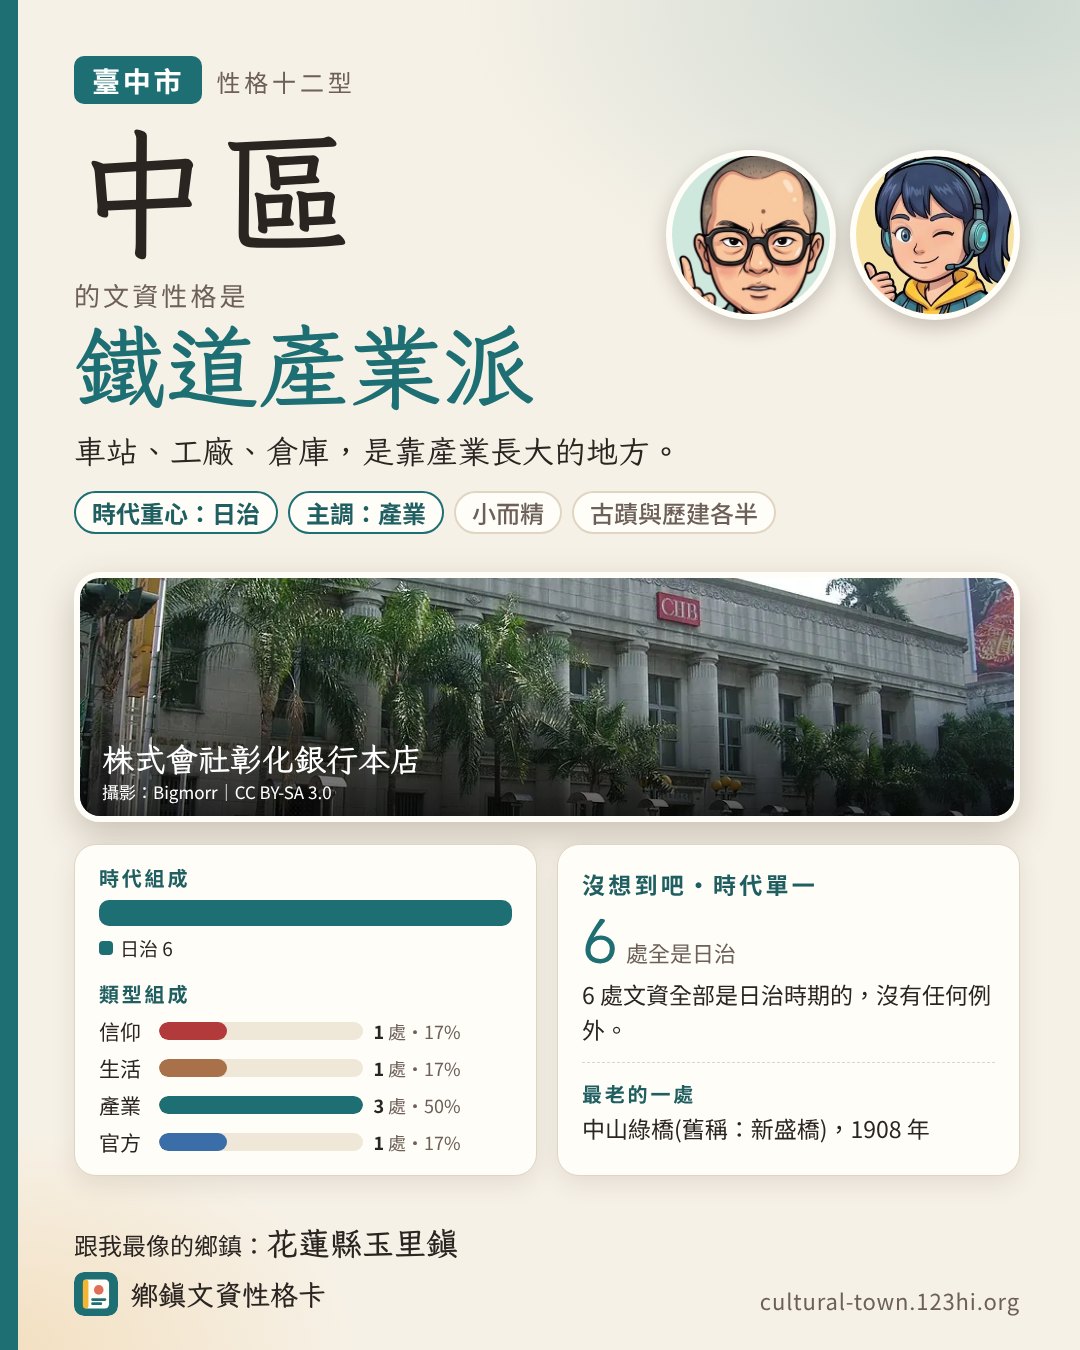 臺中市 性格十二型
中區
的文資性格是
鐵道產業派
車站、工廠、倉庫，是靠產業長大的地方。
時代重心：日治 主調：產業 小而精 古蹟與歷建各半
CHB
株式會社彰化銀行本店
攝影：Bigmorr｜CC BY-SA 3.0
時代組成
日治 6
類型組成
信仰 1 處・17%
生活 1 處・17%
產業 3 處・50%
官方 1 處・17%
沒想到吧・時代單一
6 處全是日治
6 處文資全部是日治時期的，沒有任何例
外。
最老的一處
中山綠橋(舊稱：新盛橋)，1908 年
跟我最像的鄉鎮：花蓮縣玉里鎮
鄉鎮文資性格卡
cultural-town.123hi.org